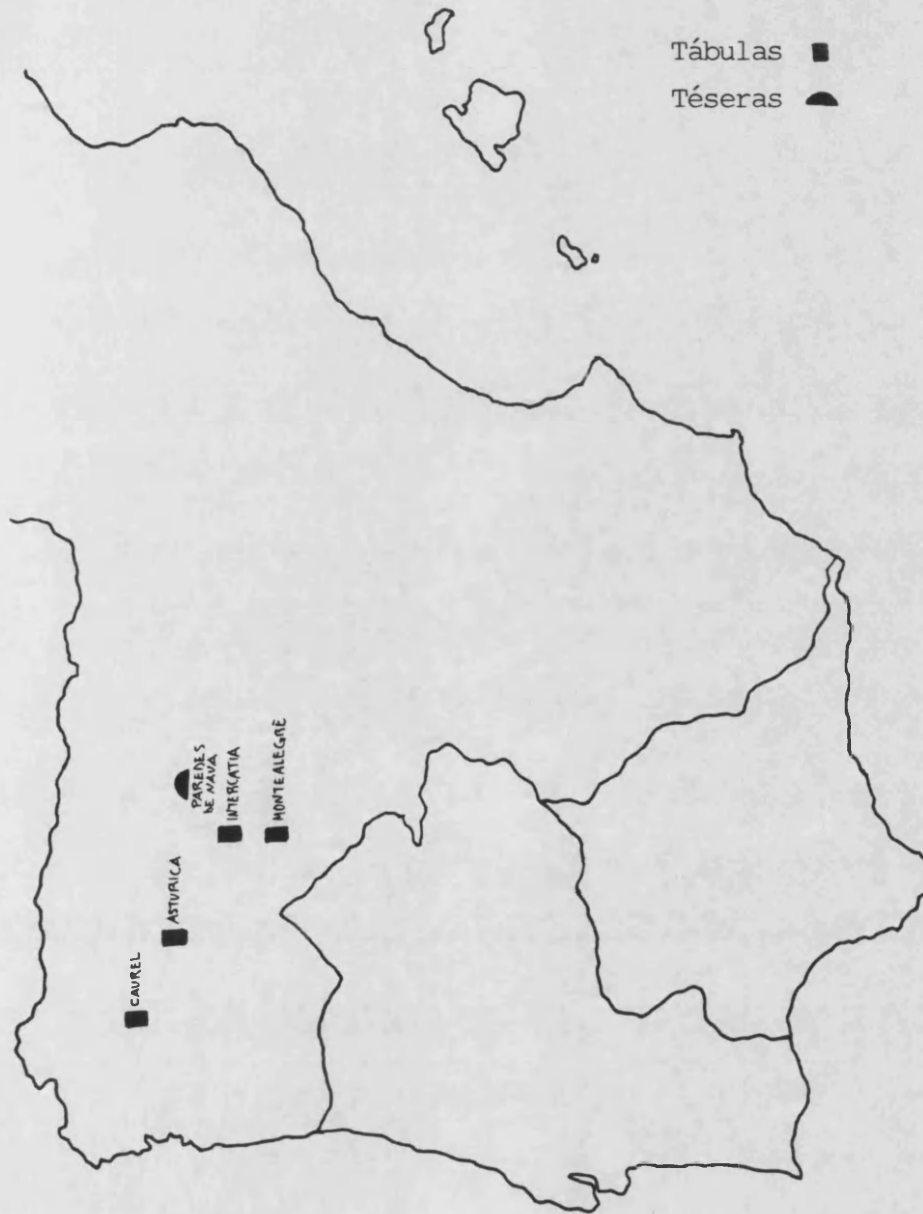 Tábulas
Téseras
CAUREL
ASTURICA
PAREDES
DE NAVA
INTERCATIA
MONTEALEGRE